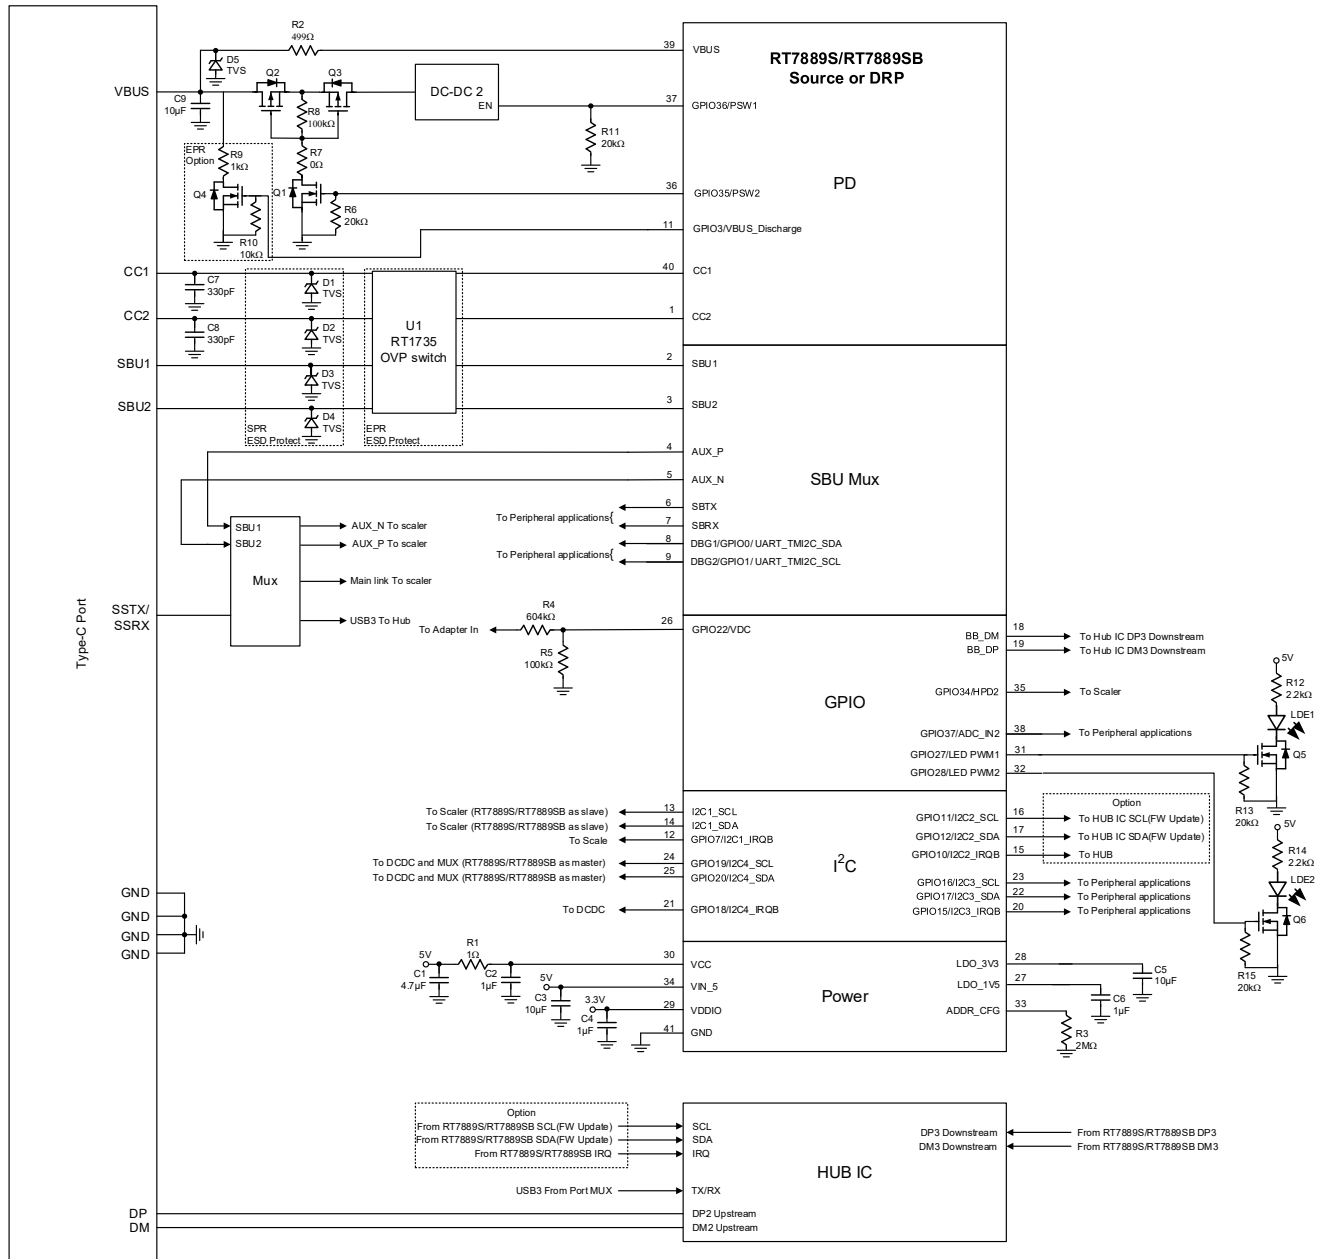 RT7889S/RT7889SB
Source or DRP
PD
SBU Mux
GPIO
I2C
Power
HUB IC
Type-C Port
VBUS
CC1
CC2
SBU1
SBU2
SSTX/
SSRX
GND
GND
GND
GND
DP
DM
R2
499Ω
D5
TVS
C9
10µF
Q2
Q3
R8
100kΩ
DC-DC 2
EN
R11
20kΩ
EPR
Option
R9
1kΩ
Q4
R10
10kΩ
R7
0Ω
Q1
R6
20kΩ
39
VBUS
37
GPIO36/PSW1
36
GPIO35/PSW2
11
GPIO3/VBUS_Discharge
40
CC1
1
CC2
C7
330pF
C8
330pF
D1
TVS
D2
TVS
D3
TVS
D4
TVS
SPR
ESD Protect
U1
RT1735
OVP switch
EPR
ESD Protect
2
SBU1
3
SBU2
4
AUX_P
5
AUX_N
6
SBTX
7
SBRX
8
DBG1/GPIO0/UART_TMI2C_SDA
9
DBG2/GPIO1/UART_TMI2C_SCL
To Peripheral applications{
To Peripheral applications{
SBU1
SBU2
Mux
AUX_N To scaler
AUX_P To scaler
Main link To scaler
USB3 To Hub
To Adapter In
R4
604kΩ
R5
100kΩ
26
GPIO22/VDC
BB_DM
18
To Hub IC DP3 Downstream
BB_DP
19
To Hub IC DM3 Downstream
GPIO34/HPD2
35
To Scaler
GPIO37/ADC_IN2
38
To Peripheral applications
GPIO27/LED PWM1
31
GPIO28/LED PWM2
32
5V
R12
2.2kΩ
LDE1
Q5
R13
20kΩ
5V
R14
2.2kΩ
LDE2
Q6
R15
20kΩ
To Scaler (RT7889S/RT7889SB as slave)
13
I2C1_SCL
To Scaler (RT7889S/RT7889SB as slave)
14
I2C1_SDA
To Scale
12
GPIO7/I2C1_IRQB
To DCDC and MUX (RT7889S/RT7889SB as master)
24
GPIO19/I2C4_SCL
To DCDC and MUX (RT7889S/RT7889SB as master)
25
GPIO20/I2C4_SDA
To DCDC
21
GPIO18/I2C4_IRQB
Option
GPIO11/I2C2_SCL
16
To HUB IC SCL(FW Update)
GPIO12/I2C2_SDA
17
To HUB IC SDA(FW Update)
GPIO10/I2C2_IRQB
15
To HUB
GPIO16/I2C3_SCL
23
To Peripheral applications
GPIO17/I2C3_SDA
22
To Peripheral applications
GPIO15/I2C3_IRQB
20
To Peripheral applications
5V
R1
1Ω
C1
4.7µF
C2
1µF
30
VCC
5V
C3
10µF
34
VIN_5
3.3V
C4
1µF
29
VDDIO
41
GND
LDO_3V3
28
C5
10µF
LDO_1V5
27
C6
1µF
ADDR_CFG
33
R3
2MΩ
Option
From RT7889S/RT7889SB SCL(FW Update)
SCL
From RT7889S/RT7889SB SDA(FW Update)
SDA
From RT7889S/RT7889SB IRQ
IRQ
USB3 From Port MUX
TX/RX
DP2 Upstream
DM2 Upstream
DP3 Downstream
From RT7889S/RT7889SB DP3
DM3 Downstream
From RT7889S/RT7889SB DM3